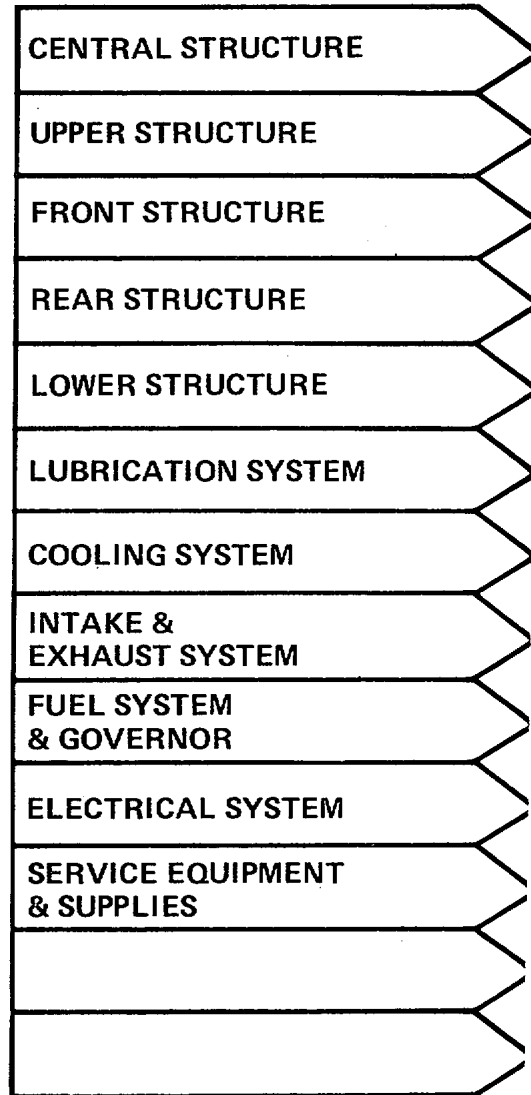 CENTRAL STRUCTURE
UPPER STRUCTURE
FRONT STRUCTURE
REAR STRUCTURE
LOWER STRUCTURE
LUBRICATION SYSTEM
COOLING SYSTEM
INTAKE &
EXHAUST SYSTEM
FUEL SYSTEM
& GOVERNOR
ELECTRICAL SYSTEM
SERVICE EQUIPMENT
& SUPPLIES